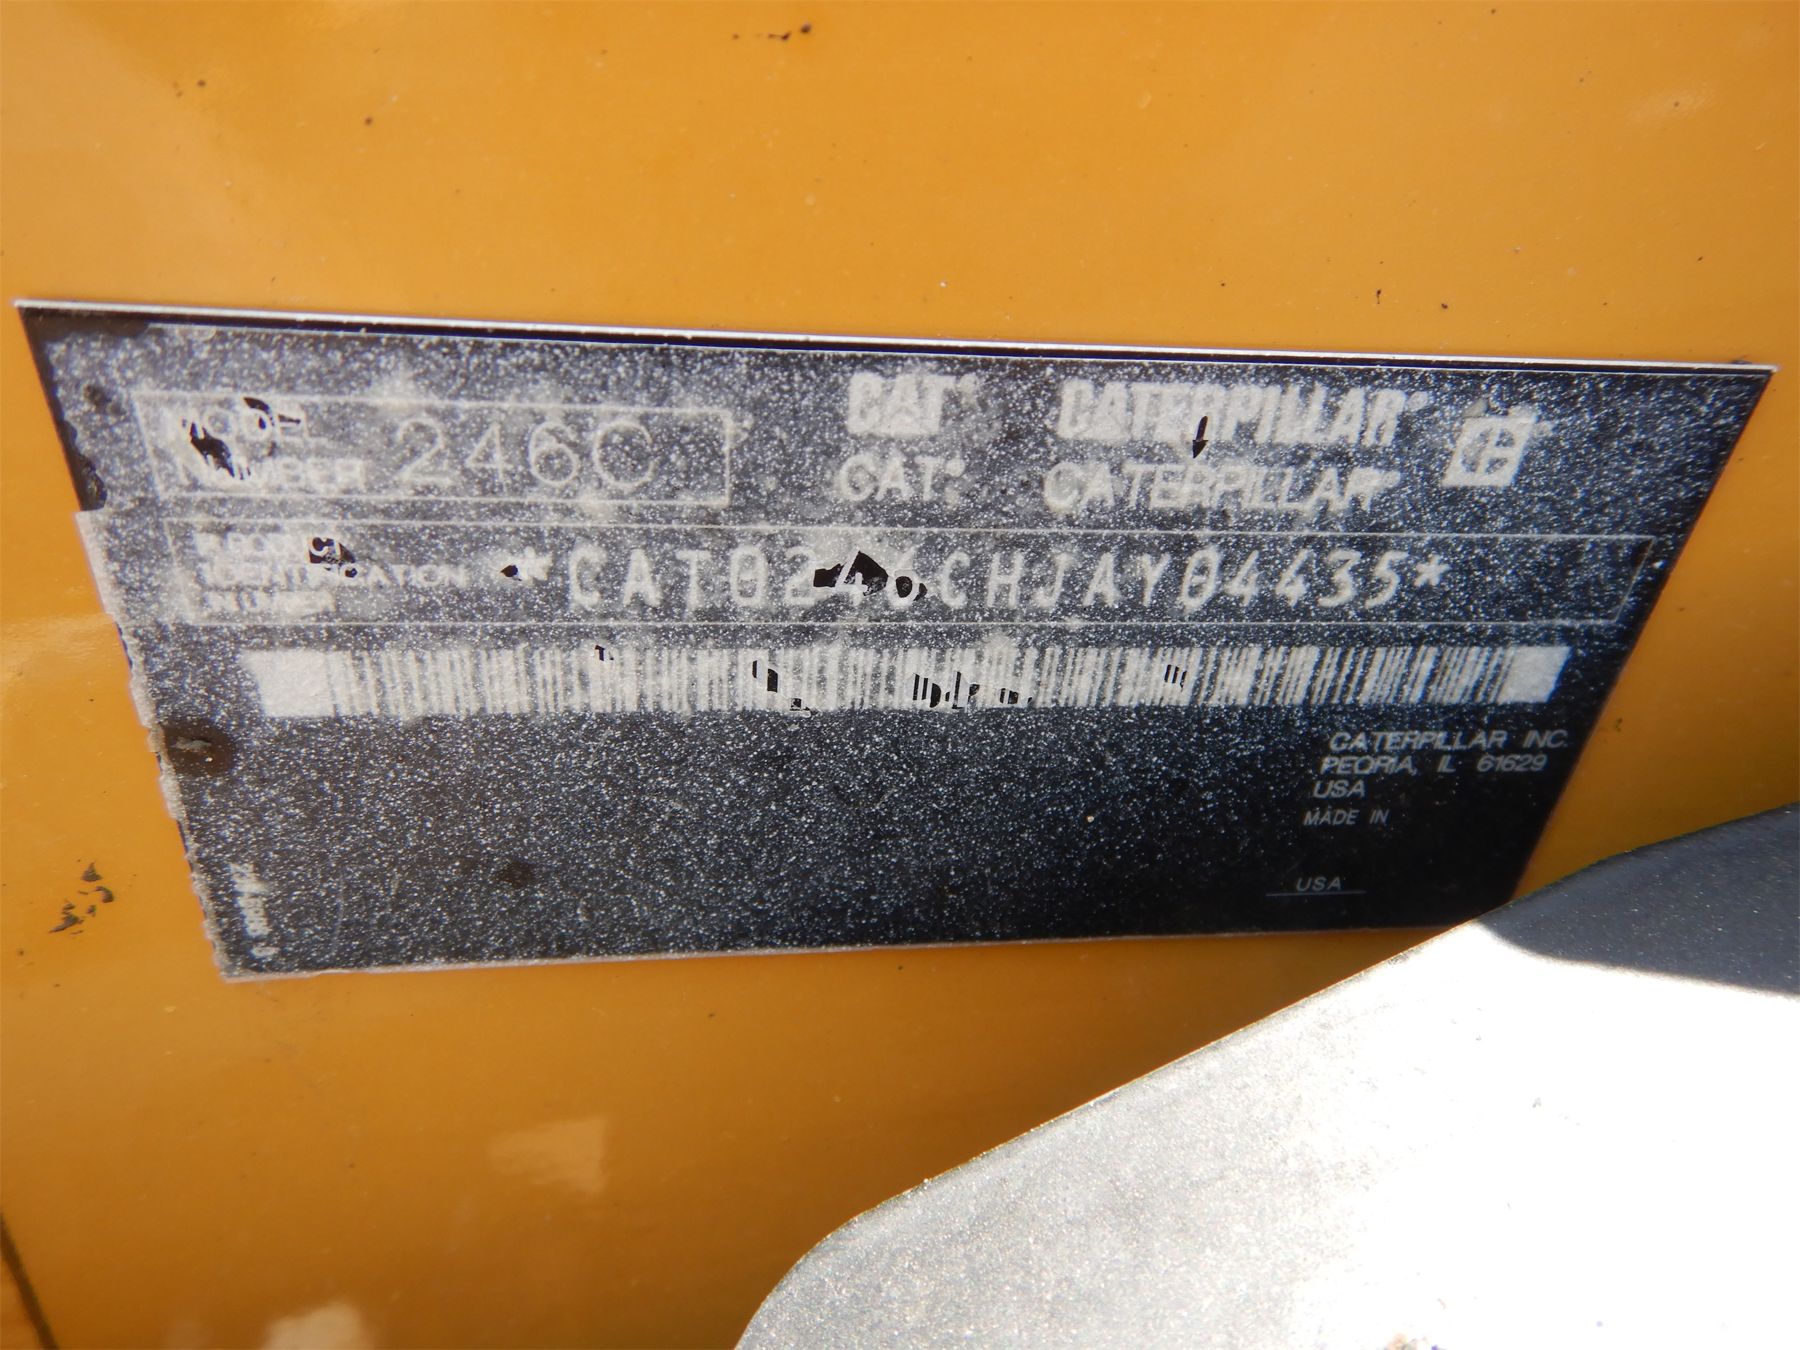 MODEL
NUMBER 246C
CAT CATERPILLAR
CAT CATERPILLAR
PRODUCT
IDENTIFICATION
NUMBER
*CAT0246CHJAY04435*
CATERPILLAR INC.
PEORIA, IL 61629
USA
MADE IN
USA